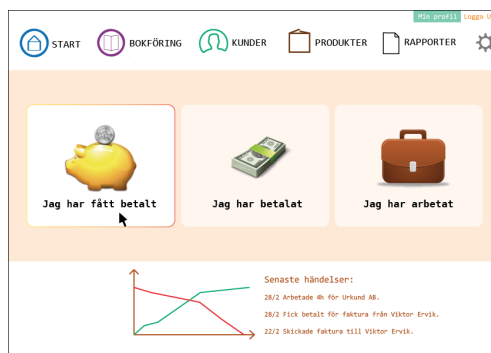 Min profil Logga U
START BOKFÖRING KUNDER PRODUKTER RAPPORTER
Jag har fått betalt Jag har betalat Jag har arbetat
Senaste händelser:
28/2 Arbetade 4h för Urkund AB.
28/2 Fick betalt för faktura från Viktor Ervik.
22/2 Skickade faktura till Viktor Ervik.